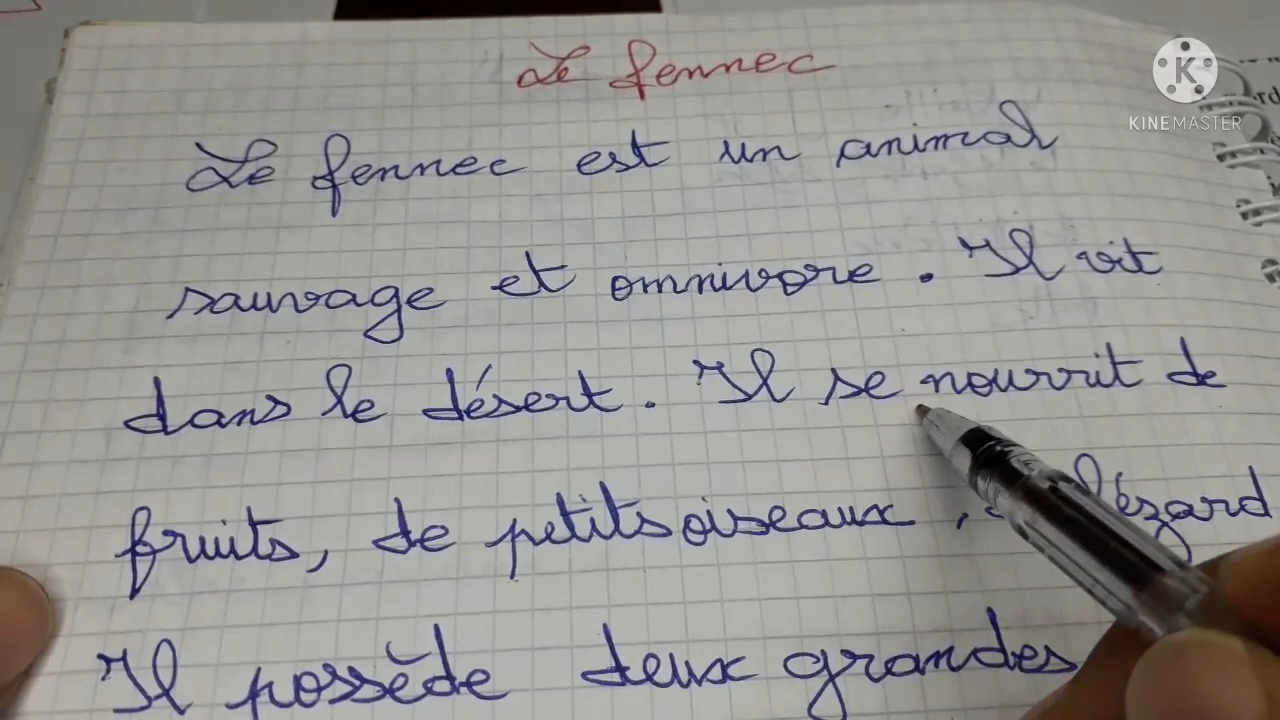 Le fennec
Le fennec est un animal
sauvage et omnivore. Il vit
dans le désert. Il se nourrit de
fruits, de petits oiseaux, lézard
Il possède deux grandes
KINEMASTER